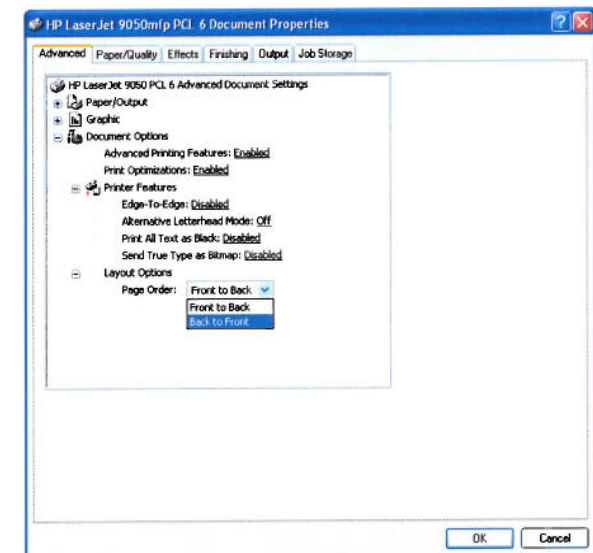 HP LaserJet 9050mfp PCL 6 Document Properties
Advanced Paper/Quality Effects Finishing Output Job Storage
HP LaserJet 9050 PCL 6 Advanced Document Settings
Paper/Output
Graphic
Document Options
Advanced Printing Features: Enabled
Print Optimizations: Enabled
Printer Features
Edge-To-Edge: Disabled
Alternative Letterhead Mode: Off
Print All Text as Black: Disabled
Send True Type as Bitmap: Disabled
Layout Options
Page Order: Front to Back
Front to Back
Back to Front
OK Cancel